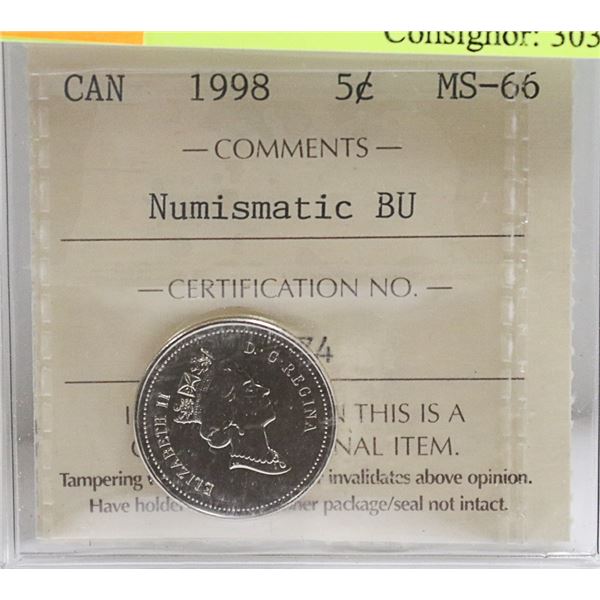 Consignor: 303
CAN 1998 5¢ MS-66
— COMMENTS —
Numismatic BU
— CERTIFICATION NO. —
74
THIS IS A
NAL ITEM.
Tampering invalidates above opinion.
Have holder package/seal not intact.
ELIZABETH II D·G·REGINA